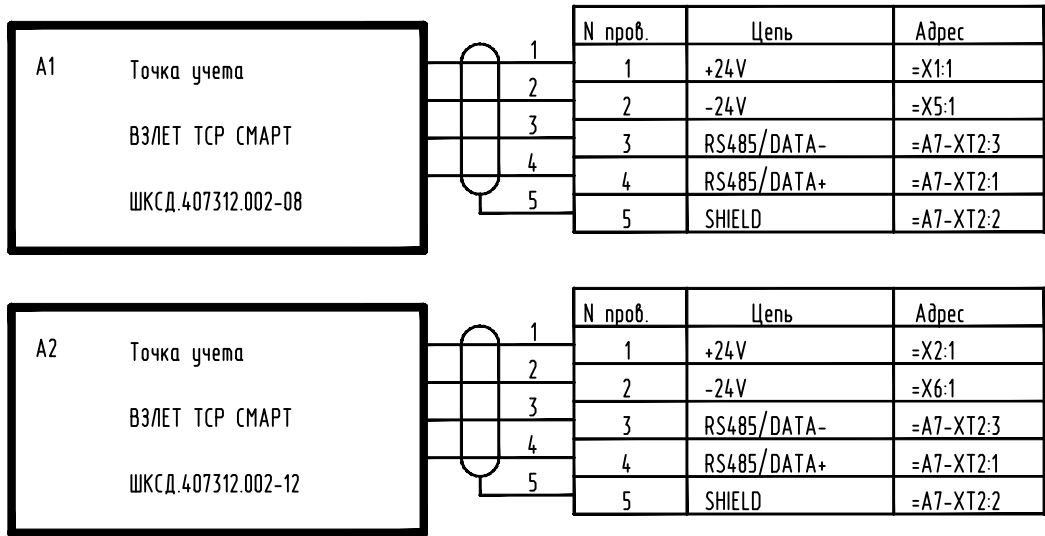 A1
Точка учета
ВЗЛЕТ ТСР СМАРТ
ШКСД.407312.002-08
1
2
3
4
5
N пров. Цепь Адрес
1 +24V =X1:1
2 -24V =X5:1
3 RS485/DATA- =A7-XT2:3
4 RS485/DATA+ =A7-XT2:1
5 SHIELD =A7-XT2:2
A2
Точка учета
ВЗЛЕТ ТСР СМАРТ
ШКСД.407312.002-12
1
2
3
4
5
N пров. Цепь Адрес
1 +24V =X2:1
2 -24V =X6:1
3 RS485/DATA- =A7-XT2:3
4 RS485/DATA+ =A7-XT2:1
5 SHIELD =A7-XT2:2